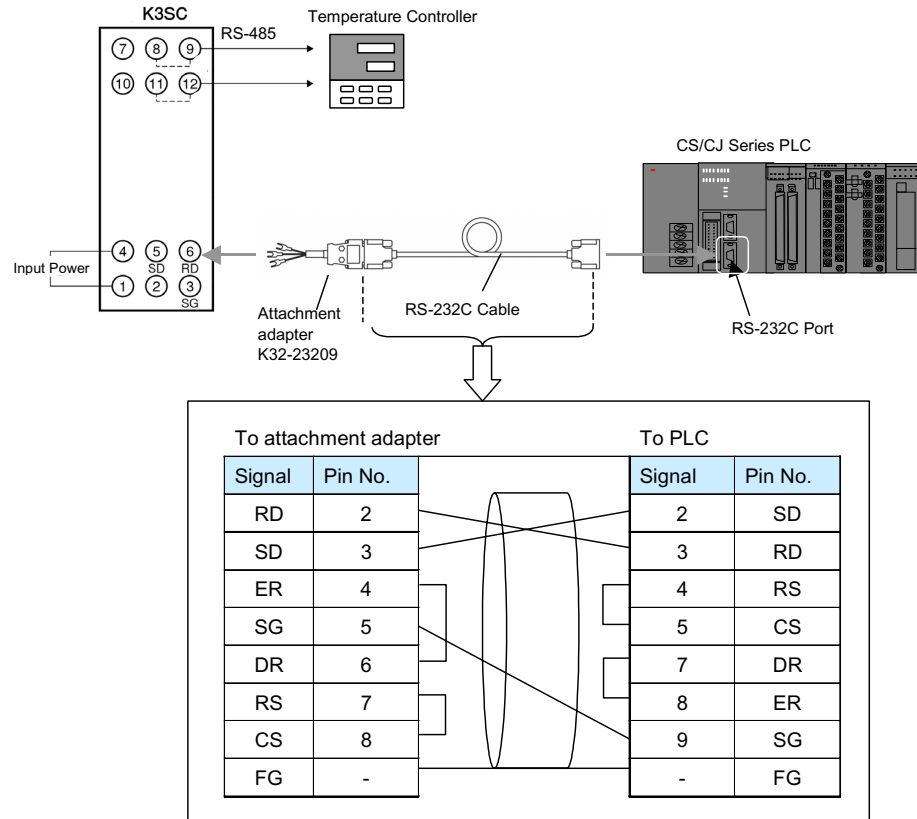 K3SC
RS-485
Temperature Controller
7 8 9
10 11 12
CS/CJ Series PLC
4 5 6
SD RD
Input Power
1 2 3
SG
Attachment
adapter
K32-23209
RS-232C Cable
RS-232C Port
To attachment adapter To PLC
Signal Pin No. Signal Pin No.
RD 2 2 SD
SD 3 3 RD
ER 4 4 RS
SG 5 5 CS
DR 6 7 DR
RS 7 8 ER
CS 8 9 SG
FG - - FG